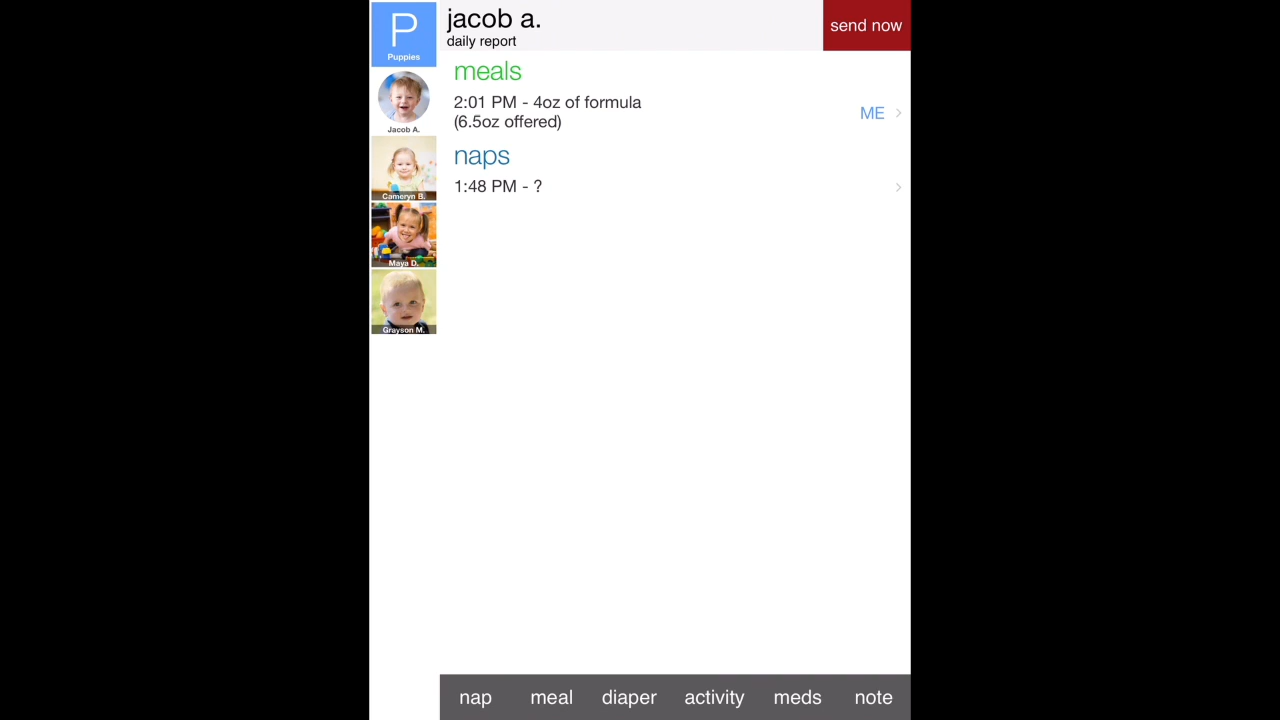 P
Puppies
jacob a.
daily report
send now
Jacob A.
Cameryn B.
Maya D.
Grayson M.
meals
2:01 PM - 4oz of formula
(6.5oz offered)
ME
naps
1:48 PM - ?
nap meal diaper activity meds note